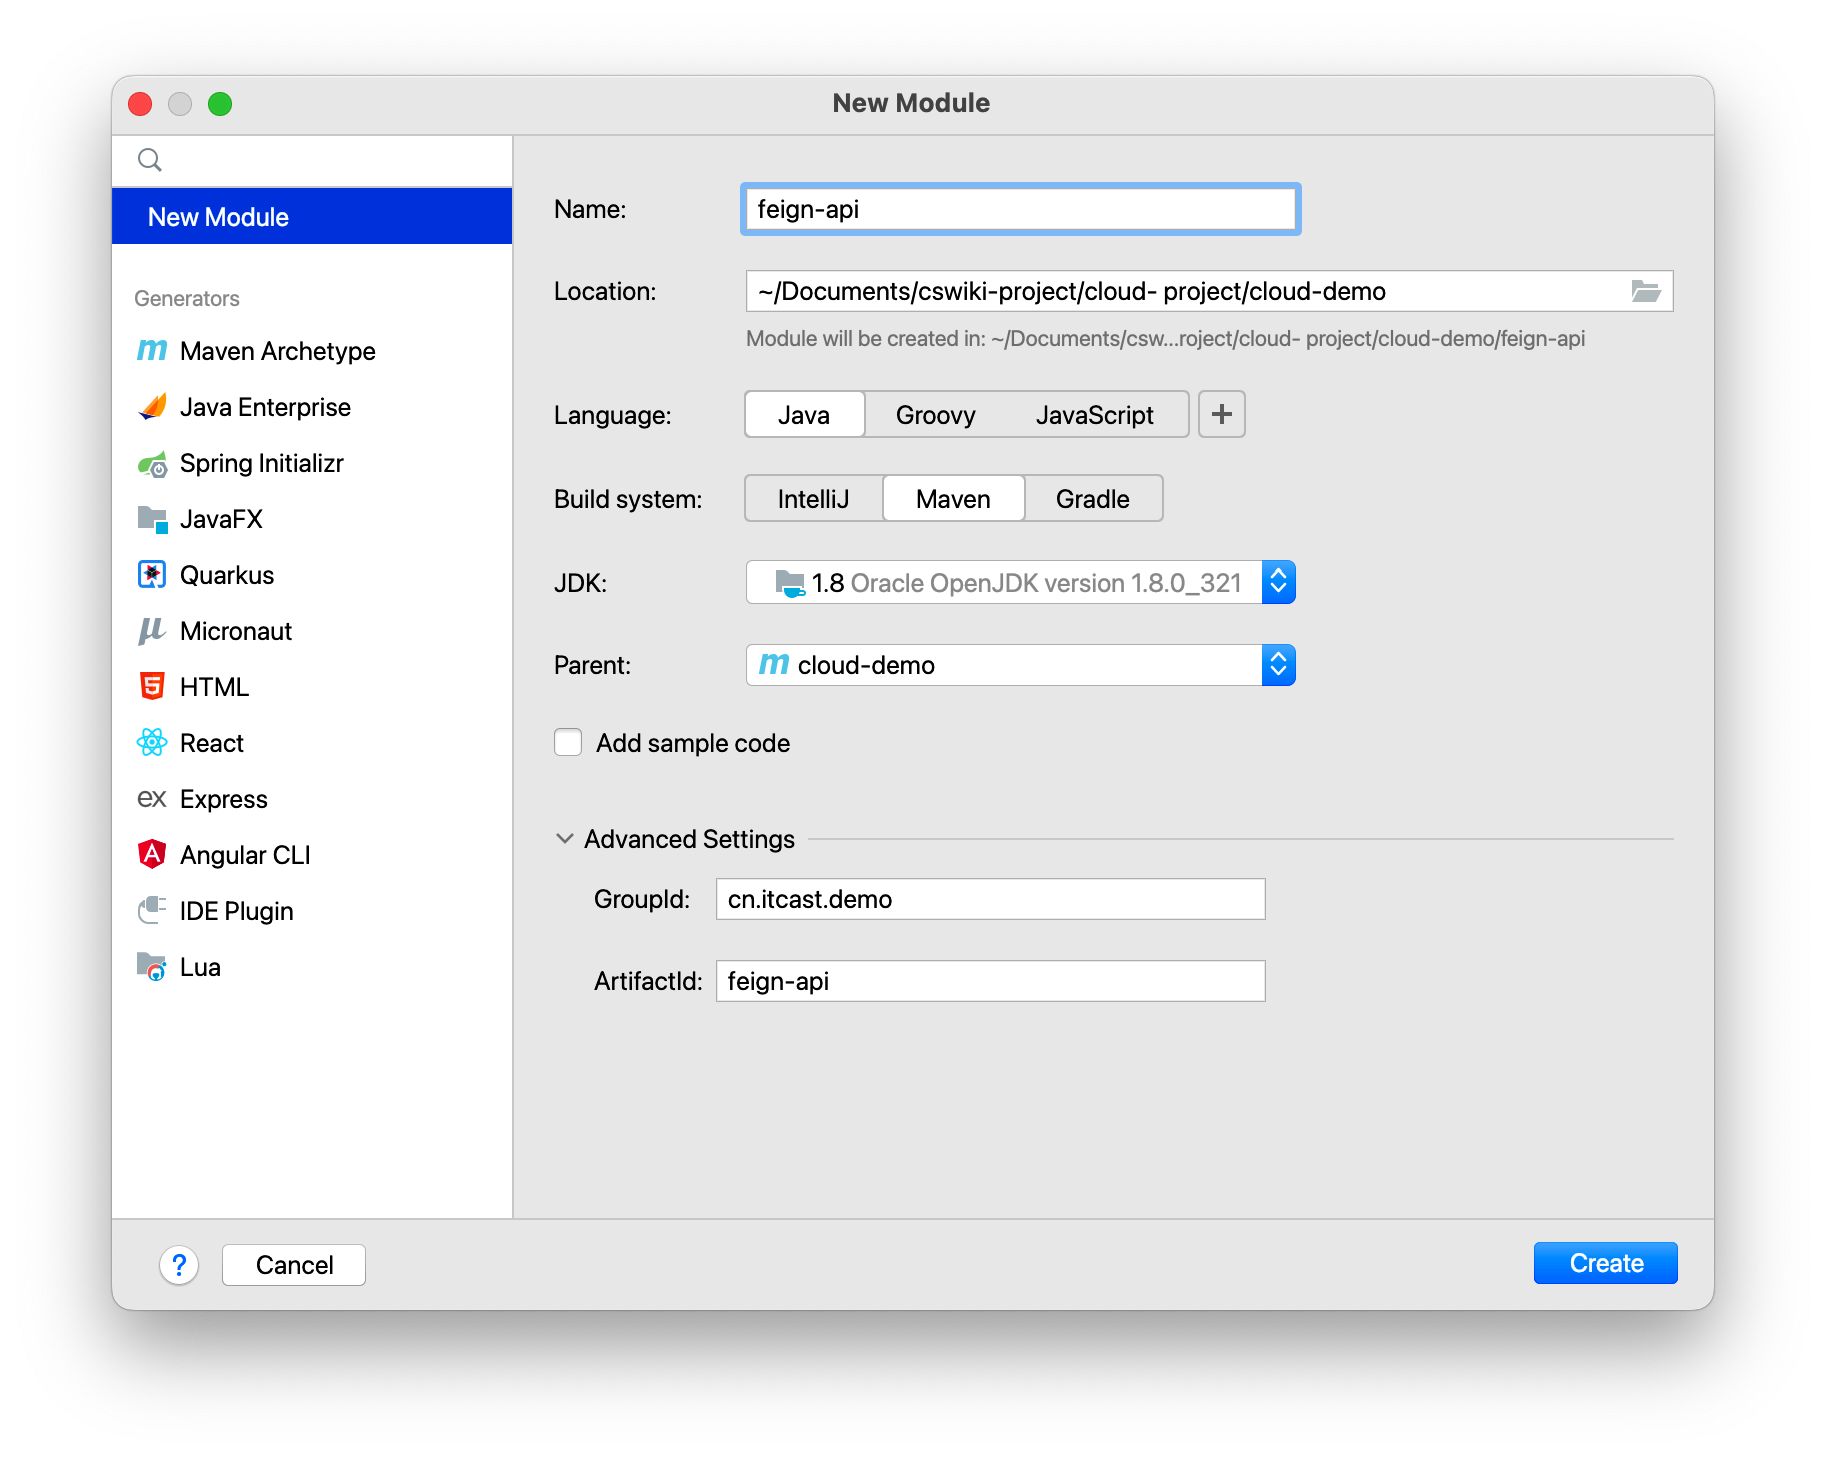 New Module
New Module
Generators
Maven Archetype
Java Enterprise
Spring Initializr
JavaFX
Quarkus
Micronaut
HTML
React
ex Express
Angular CLI
IDE Plugin
Lua
Name: feign-api
Location: ~/Documents/cswiki-project/cloud- project/cloud-demo
Module will be created in: ~/Documents/csw...roject/cloud- project/cloud-demo/feign-api
Language: Java Groovy JavaScript +
Build system: IntelliJ Maven Gradle
JDK: 1.8 Oracle OpenJDK version 1.8.0_321
Parent: m cloud-demo
Add sample code
Advanced Settings
GroupId: cn.itcast.demo
ArtifactId: feign-api
? Cancel Create